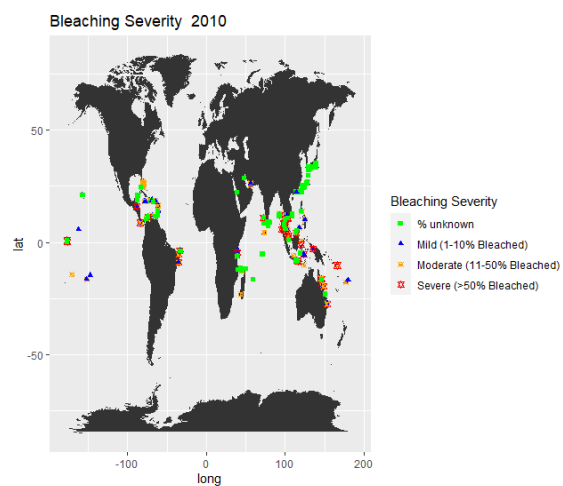 Bleaching Severity  2010
50
0
-50
lat
-100
0
100
200
long
Bleaching Severity
% unknown
Mild (1-10% Bleached)
Moderate (11-50% Bleached)
Severe (>50% Bleached)